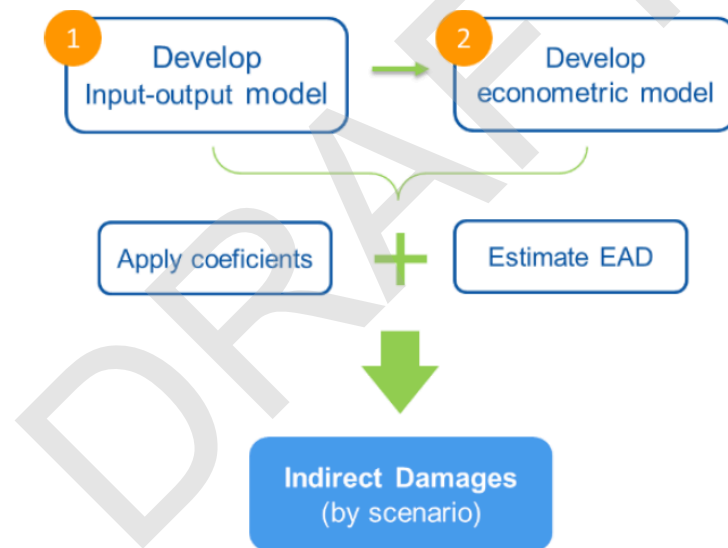 1
Develop
Input-output model
2
Develop
econometric model
Apply coeficients
+
Estimate EAD
Indirect Damages
(by scenario)
DRAFT